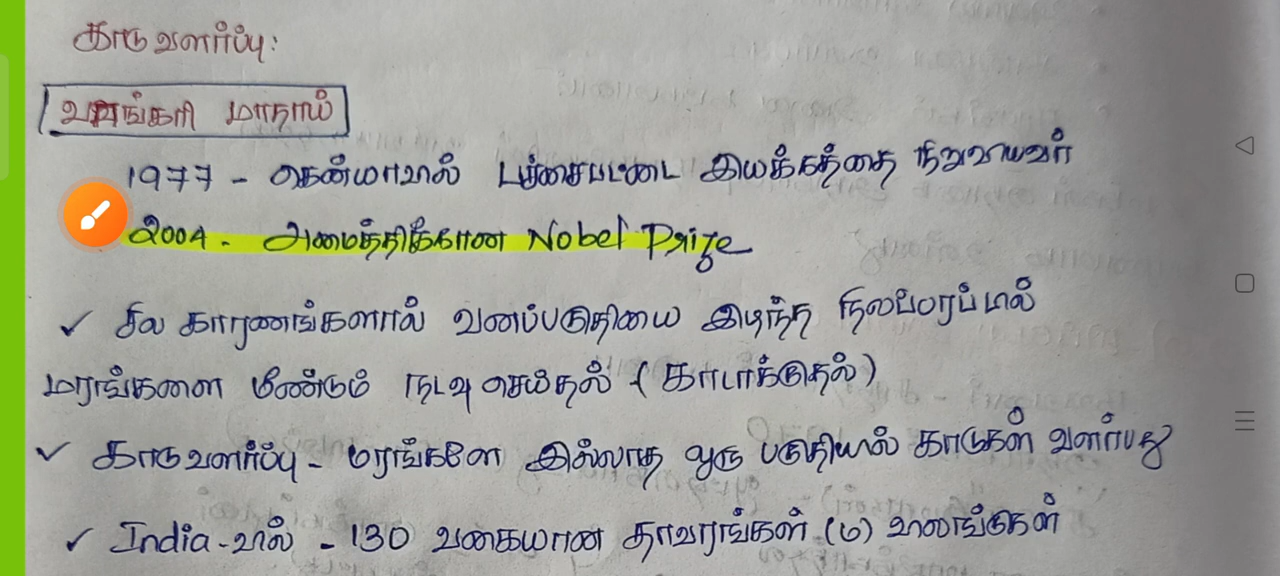 காடு வளர்ப்பு:
வாங்கரி மாதாய்
1977 - கென்யாவில் பச்சைபட்டை இயக்கத்தை நிறுவியவர்
2004 - அமைதிக்கான Nobel Prize
✓ சில காரணங்களால் வனப்பகுதியை இழந்த நிலப்பரப்பில்
மரங்களை மீண்டும் நடவு செய்தல் (காடாக்குதல்)
✓ காடுவளர்ப்பு - மரங்களே இல்லாத ஒரு பகுதியில் காடுகள் வளர்பது
✓ India-வில் - 130 வகையான தாவரங்கள் (ம) விலங்குகள்